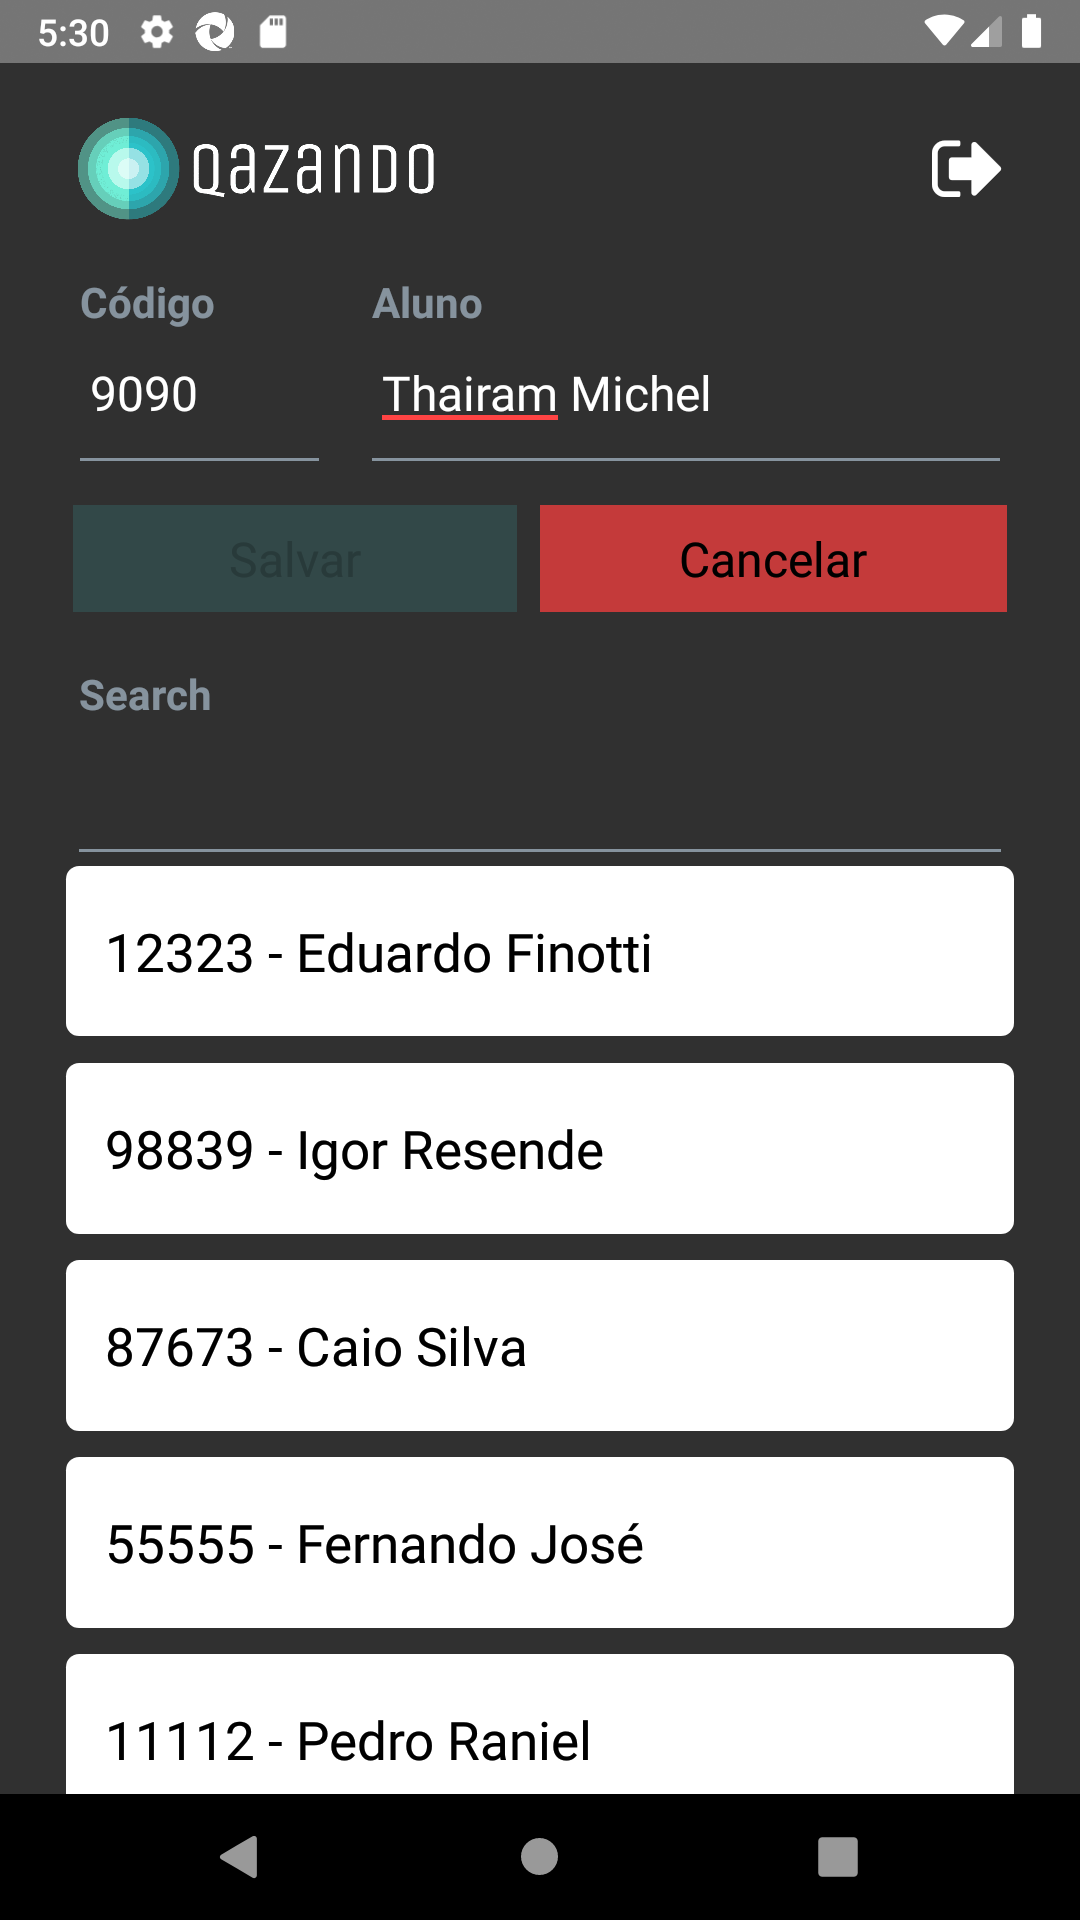 5:30
QAZANDO
Código Aluno
9090 Thairam Michel
Salvar Cancelar
Search
12323 - Eduardo Finotti
98839 - Igor Resende
87673 - Caio Silva
55555 - Fernando José
11112 - Pedro Raniel